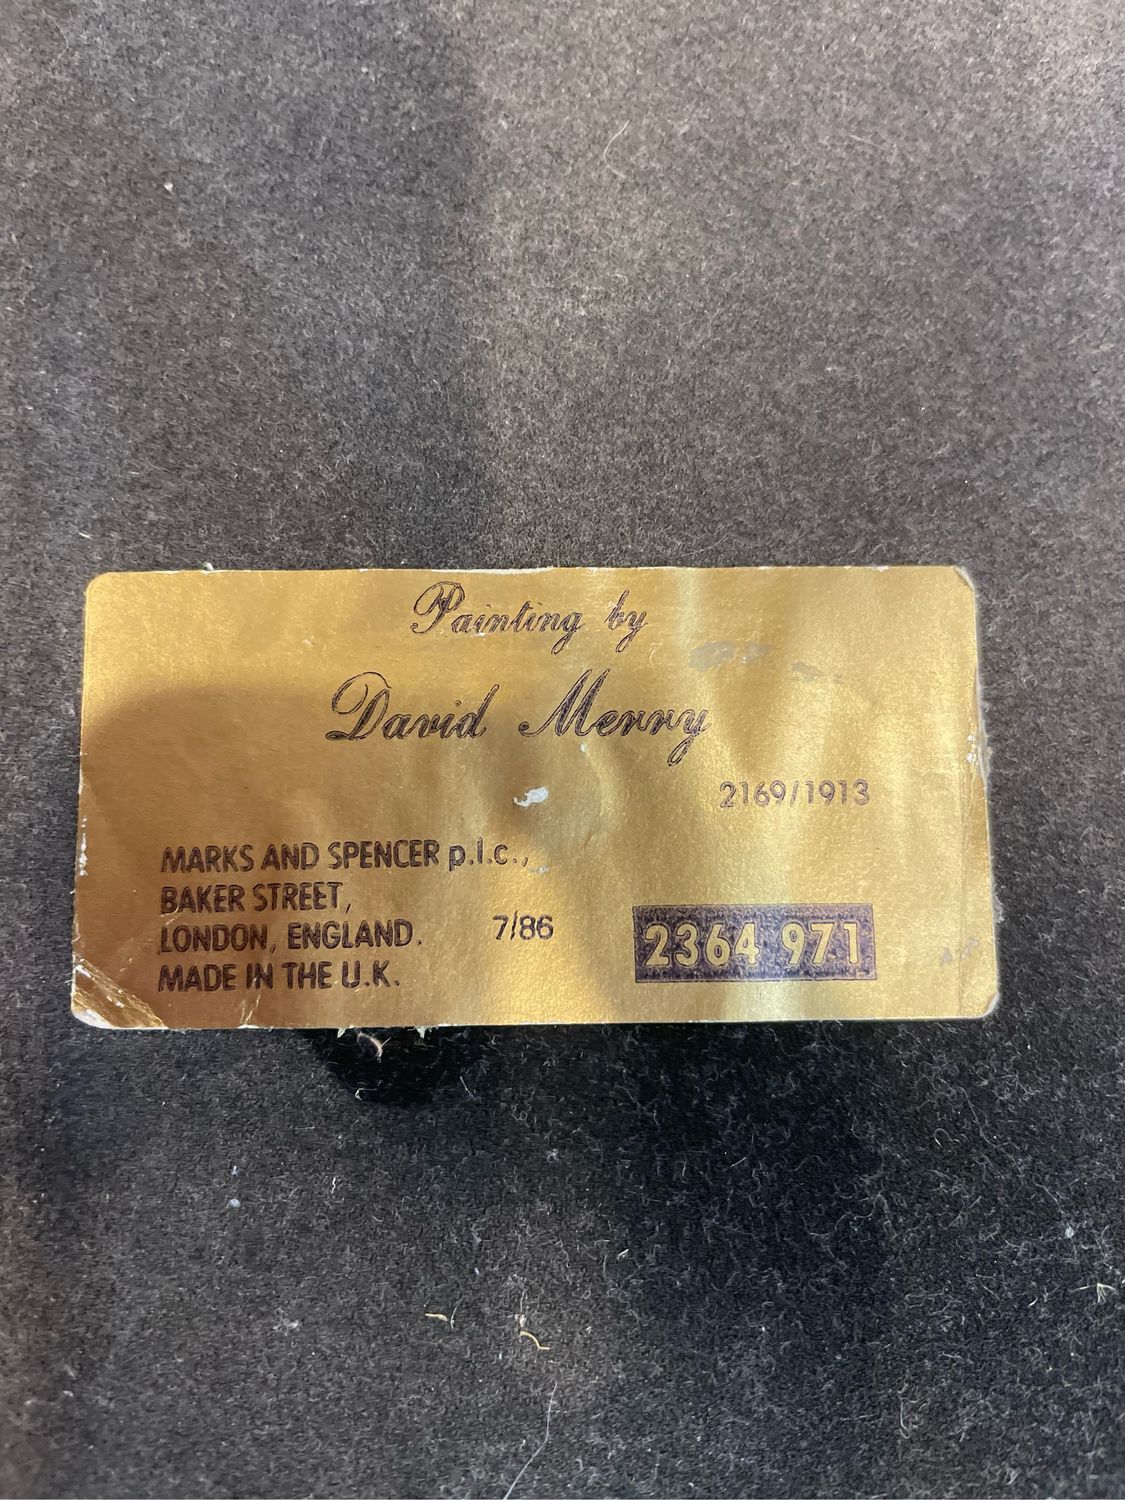 Painting by
David Merry
2169/1913
MARKS AND SPENCER p.l.c.,
BAKER STREET,
LONDON, ENGLAND.
7/86
2364 971
MADE IN THE U.K.